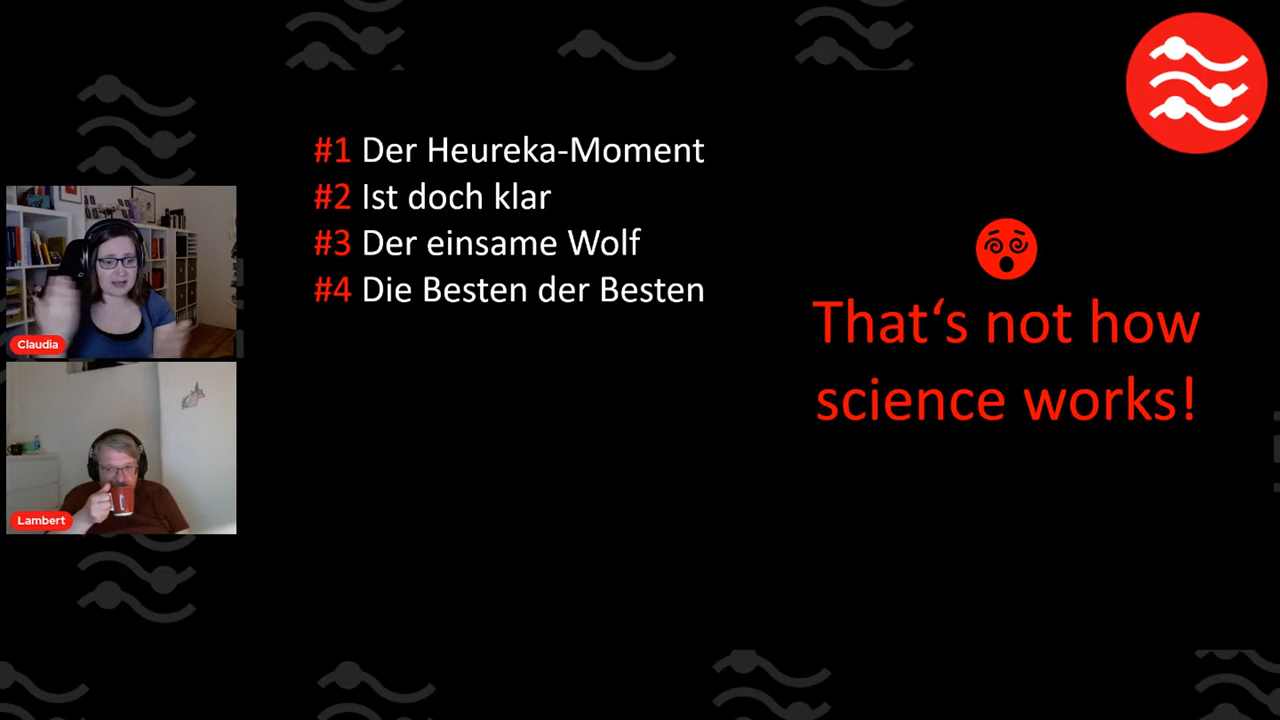 #1 Der Heureka-Moment
#2 Ist doch klar
#3 Der einsame Wolf
#4 Die Besten der Besten
That‘s not how
science works!
Claudia
Lambert